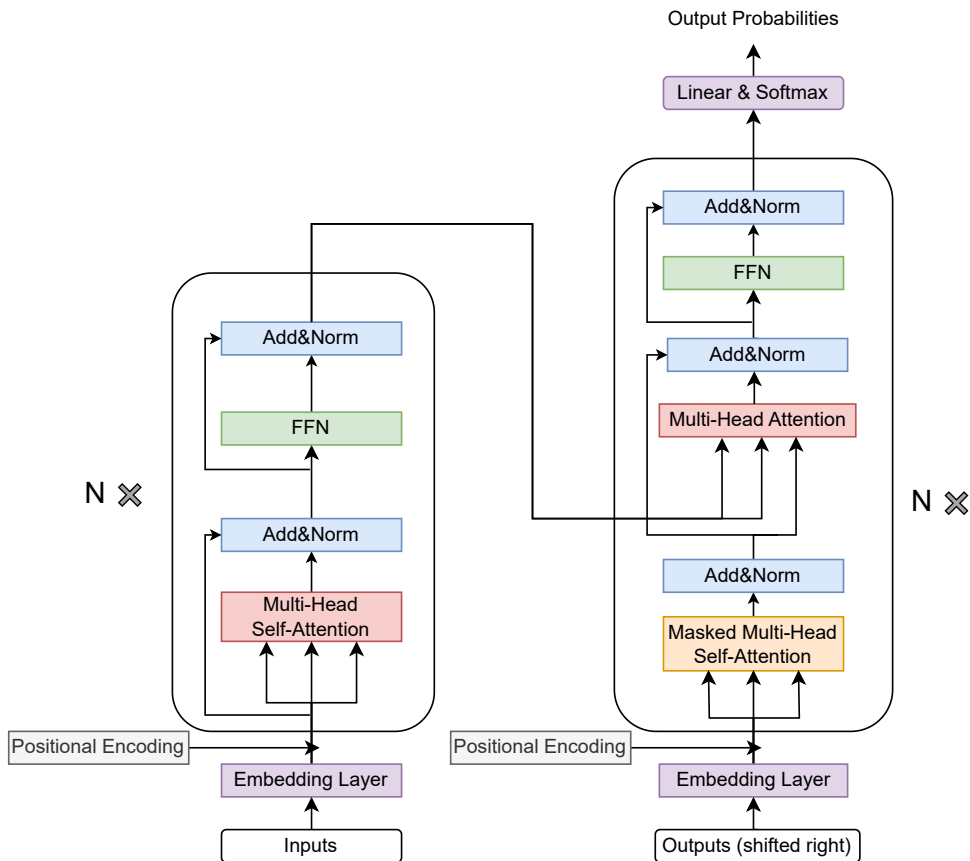 Output Probabilities
Linear & Softmax
Add&Norm
FFN
Add&Norm
Multi-Head Attention
Add&Norm
Masked Multi-Head
Self-Attention
N
Positional Encoding
Embedding Layer
Outputs (shifted right)
Add&Norm
FFN
N
Add&Norm
Multi-Head
Self-Attention
Positional Encoding
Embedding Layer
Inputs